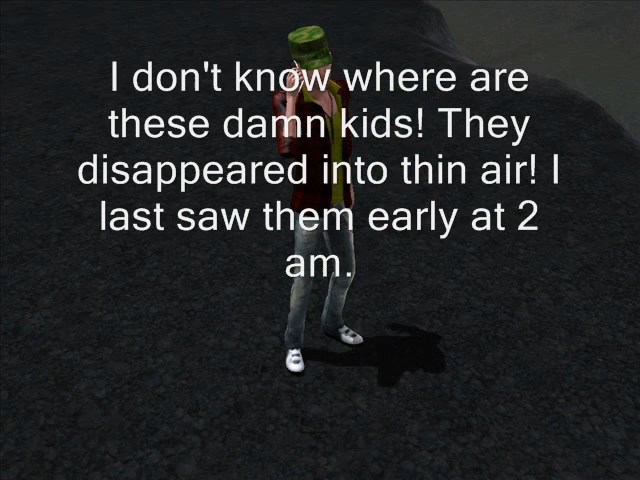 I don't know where are
these damn kids! They
disappeared into thin air! I
last saw them early at 2
am.